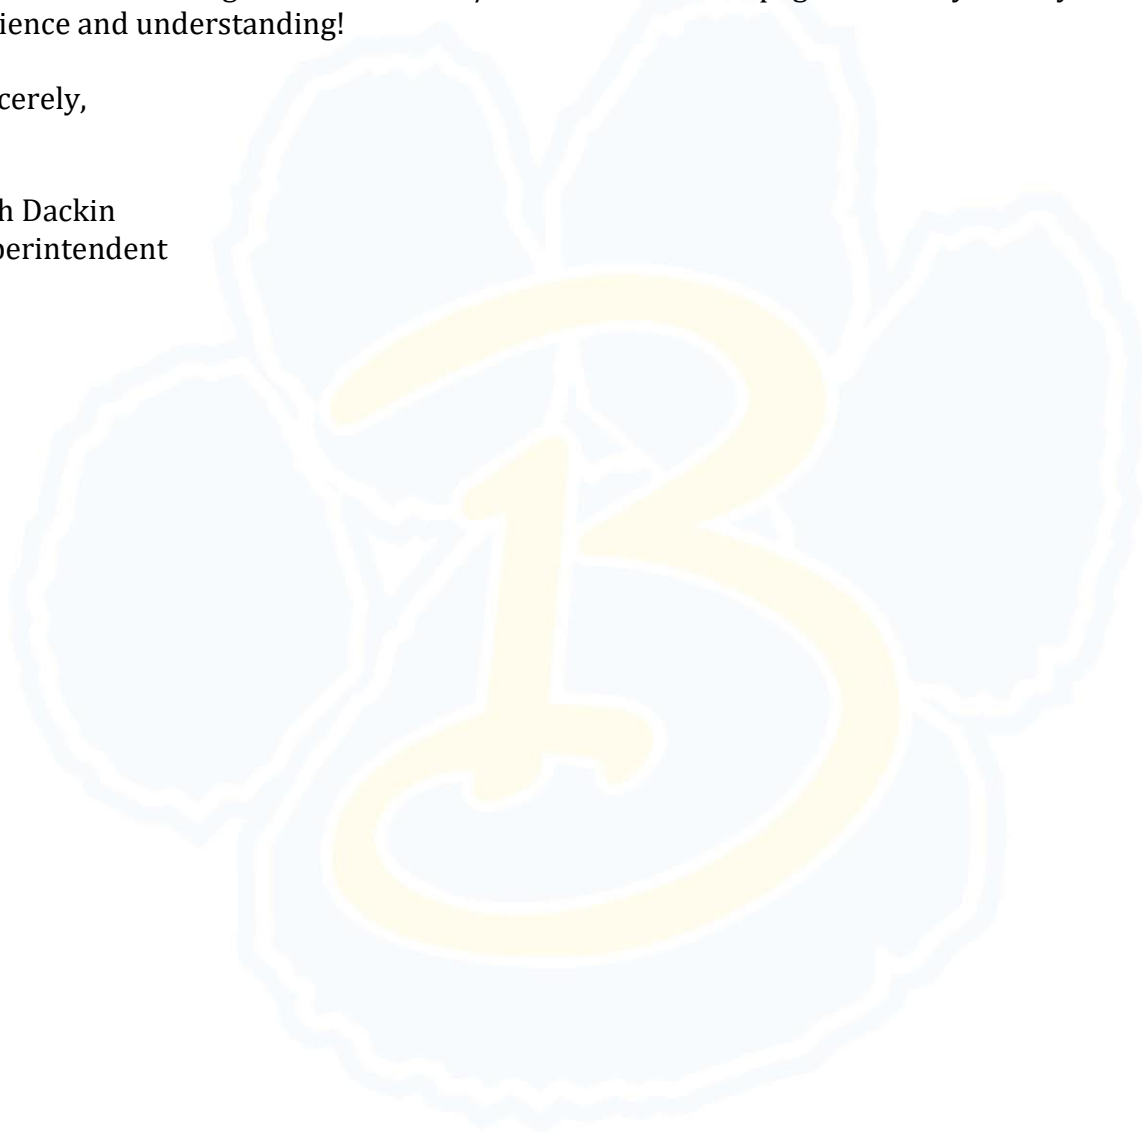 ience and understanding!
cerely,
h Dackin
perintendent
B